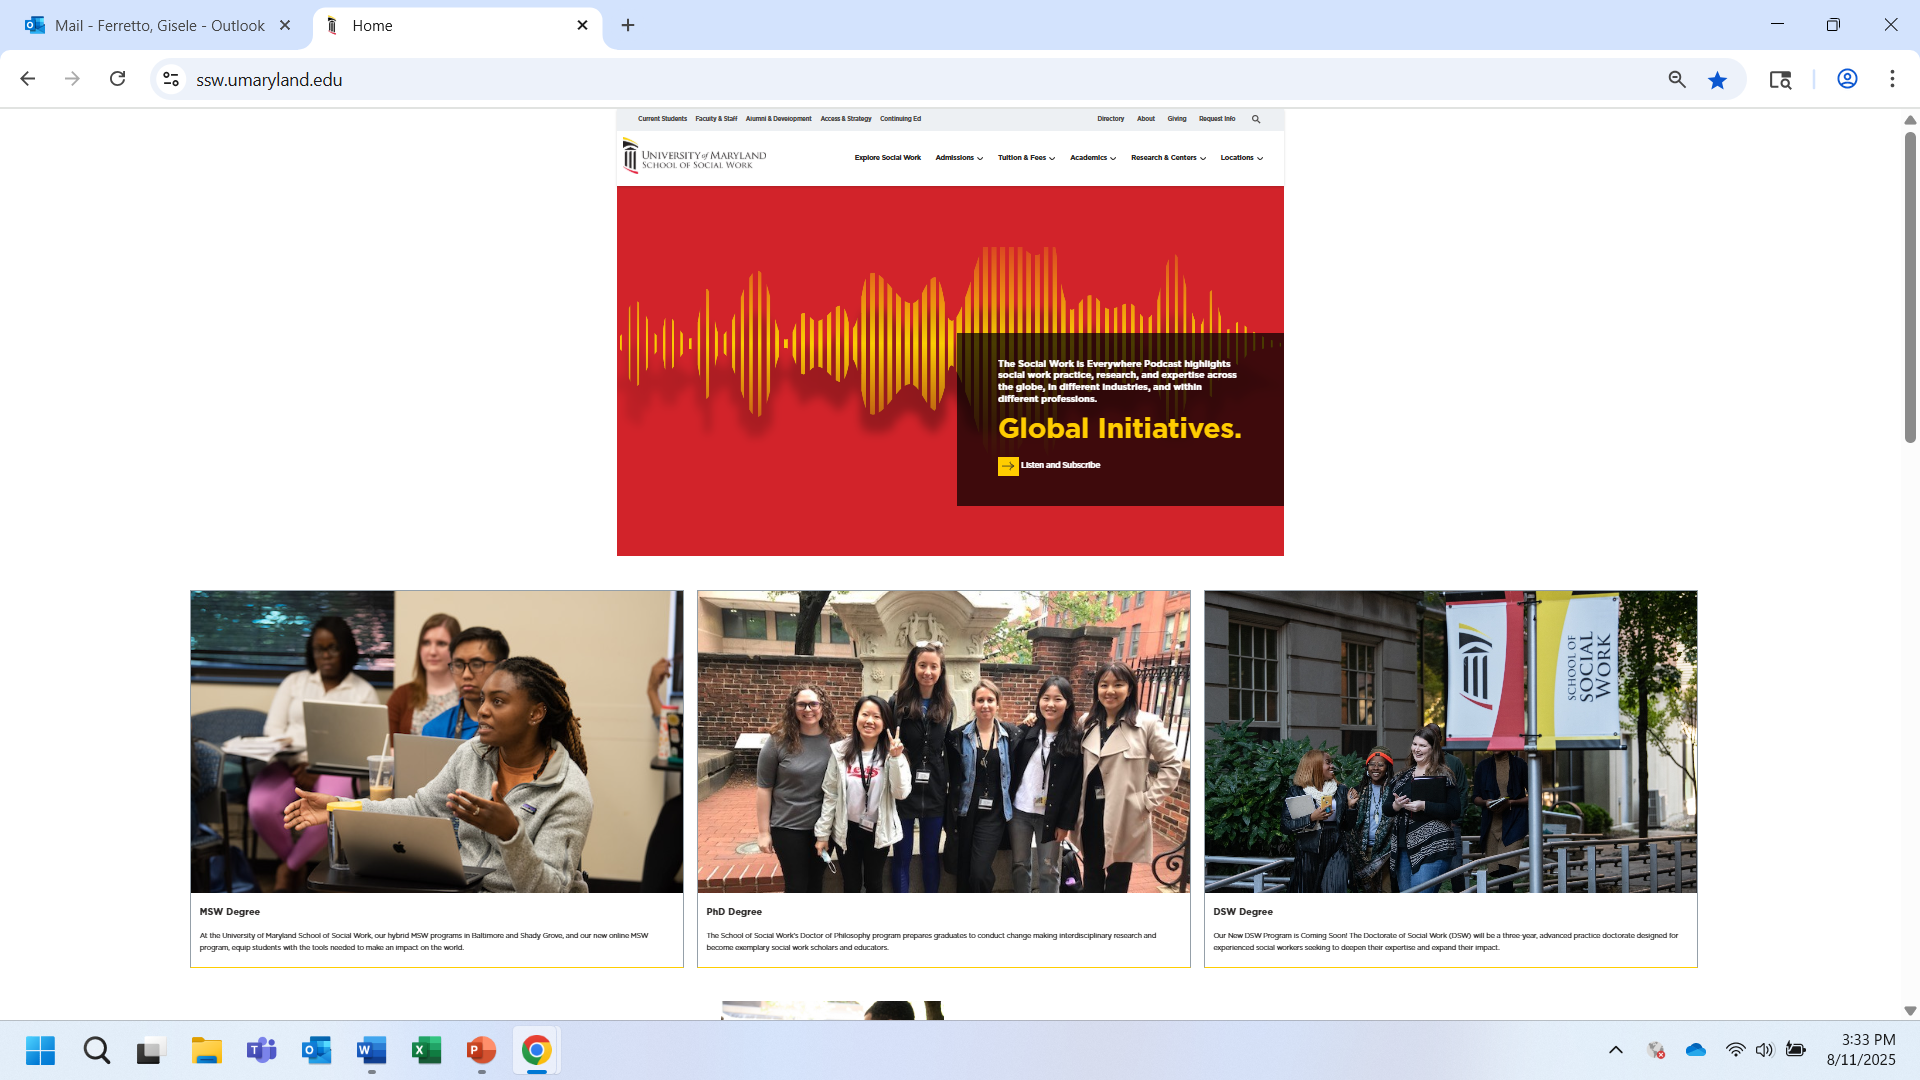 Mail - Ferretto, Gisele - Outlook
Home
ssw.umaryland.edu
Current Students Faculty & Staff Alumni & Development Access & Strategy Continuing Ed Directory About Giving Request Info
UNIVERSITY of MARYLAND
SCHOOL OF SOCIAL WORK
Explore Social Work Admissions Tuition & Fees Academics Research & Centers Locations
The Social Work is Everywhere Podcast highlights
social work practice, research, and expertise across
the globe, in different industries, and within
different professions.
Global Initiatives.
Listen and Subscribe
SCHOOL OF
SOCIAL
WORK
MSW Degree
At the University of Maryland School of Social Work, our hybrid MSW programs in Baltimore and Shady Grove, and our new online MSW
program, equip students with the tools needed to make an impact on the world.
PhD Degree
The School of Social Work's Doctor of Philosophy program prepares graduates to conduct change making interdisciplinary research and
become exemplary social work scholars and educators.
DSW Degree
Our New DSW Program is Coming Soon! The Doctorate of Social Work (DSW) will be a three-year, advanced practice doctorate designed for
experienced social workers seeking to deepen their expertise and expand their impact.
3:33 PM
8/11/2025